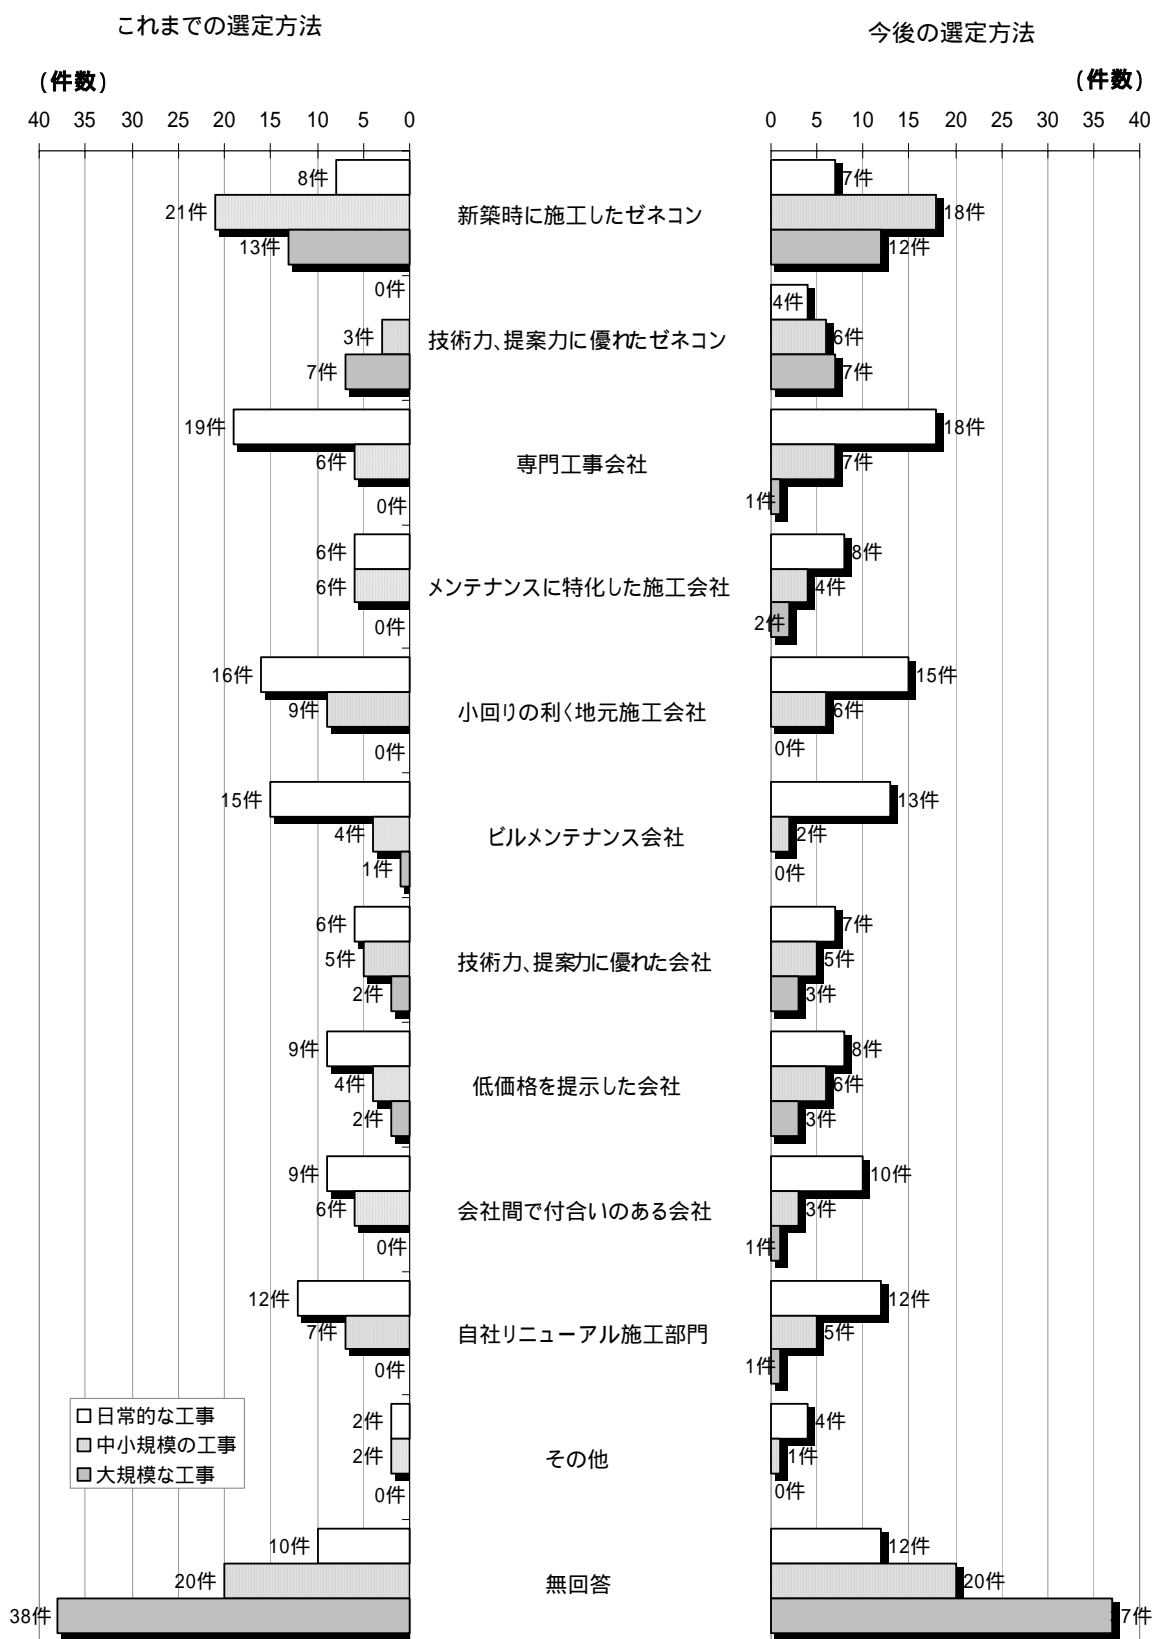 これまでの選定方法
今後の選定方法
(件数)
(件数)
40 35 30 25 20 15 10 5 0
0 5 10 15 20 25 30 35 40
8件
21件
13件
新築時に施工したゼネコン
7件
18件
12件
0件
3件
7件
技術力、提案力に優れたゼネコン
4件
6件
7件
19件
6件
0件
専門工事会社
18件
7件
1件
6件
6件
0件
メンテナンスに特化した施工会社
8件
4件
2件
16件
9件
0件
小回りの利く地元施工会社
15件
6件
0件
15件
4件
1件
ビルメンテナンス会社
13件
2件
0件
6件
5件
2件
技術力、提案力に優れた会社
7件
5件
3件
9件
4件
2件
低価格を提示した会社
8件
6件
3件
9件
6件
0件
会社間で付合いのある会社
10件
3件
1件
12件
7件
0件
自社リニューアル施工部門
12件
5件
1件
日常的な工事
中小規模の工事
大規模な工事
2件
2件
0件
その他
4件
1件
0件
10件
20件
38件
無回答
12件
20件
37件